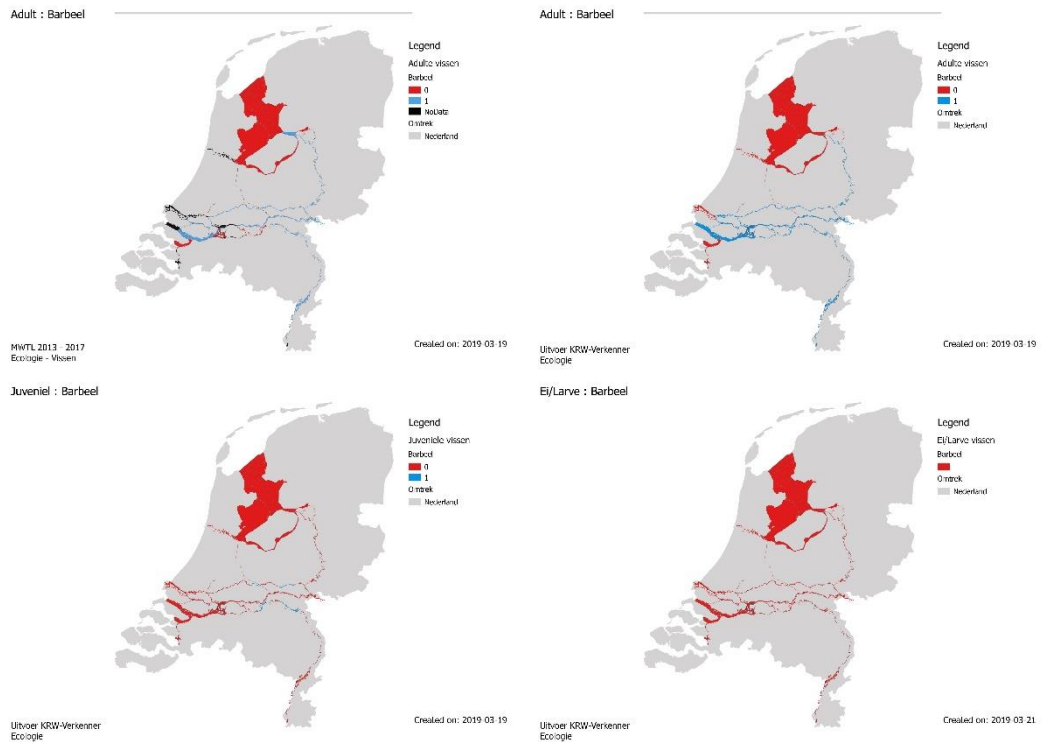 Adult : Barbeel
Legend
Adulte vissen
Barbeel
0
1
NoData
Omtrek
Nederland
MWTL 2013 - 2017
Ecologie - Vissen
Created on: 2019-03-19
Adult : Barbeel
Legend
Adulte vissen
Barbeel
0
1
Omtrek
Nederland
Uitvoer KRW-Verkenner
Ecologie
Created on: 2019-03-19
Juveniel : Barbeel
Legend
Juveniele vissen
Barbeel
0
1
Omtrek
Nederland
Uitvoer KRW-Verkenner
Ecologie
Created on: 2019-03-19
Ei/Larve : Barbeel
Legend
Ei/Larve vissen
Barbeel
Omtrek
Nederland
Uitvoer KRW-Verkenner
Ecologie
Created on: 2019-03-21